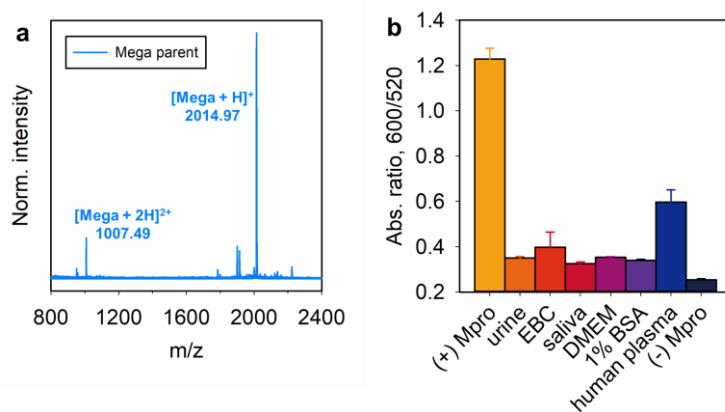 a
Mega parent
[Mega + H]⁺
2014.97
[Mega + 2H]²⁺
1007.49
Norm. intensity
800 1200 1600 2000 2400
m/z
b
1.4
1.2
1.0
0.8
0.6
0.4
0.2
Abs. ratio, 600/520
(+) Mpro
urine
EBC
saliva
DMEM
1% BSA
human plasma
(-) Mpro